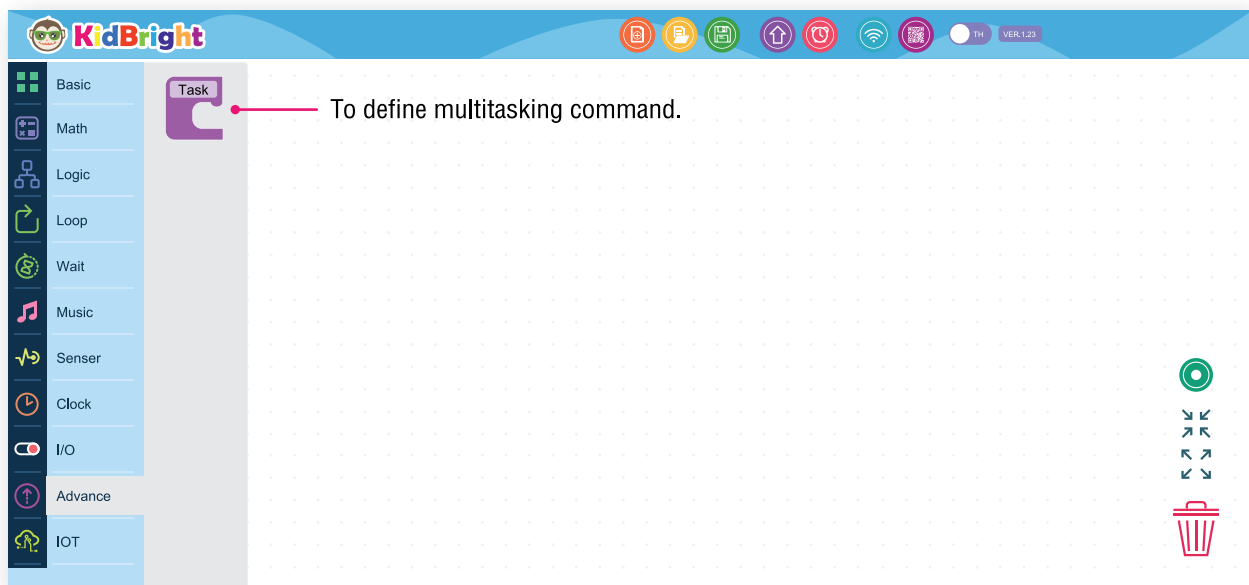 KidBright
TH
VER.1.23
Basic
Task
To define multitasking command.
Math
Logic
Loop
Wait
Music
Senser
Clock
I/O
Advance
IOT